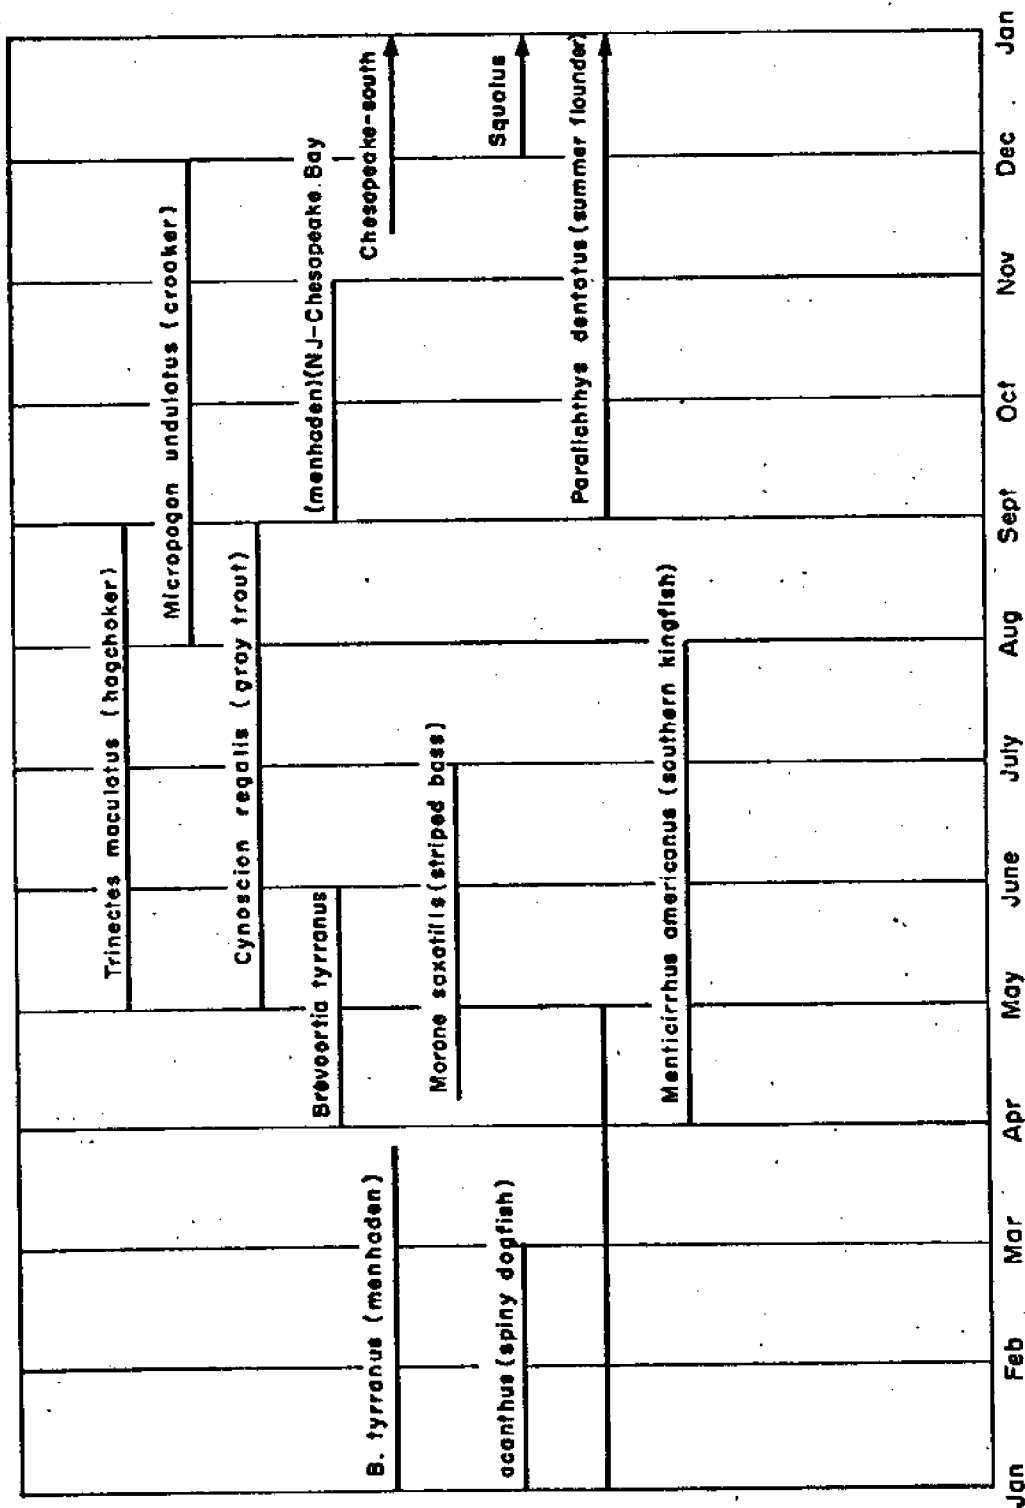 Trinectes maculotus (hogchoker)
Micropogon undulotus (croaker)
Cynoscion regalis (gray trout)
Brevoortia tyrranus
(menhaden)(NJ-Chesapeake Bay
B. tyrranus (menhaden)
Chesapeake-south
Morone saxatilis (striped bass)
acanthus (spiny dogfish)
Squalus
Paralichthys dentatus (summer flounder)
Menticirrhus americanus (southern kingfish)
Jan Feb Mar Apr May June July Aug Sept Oct Nov Dec Jan